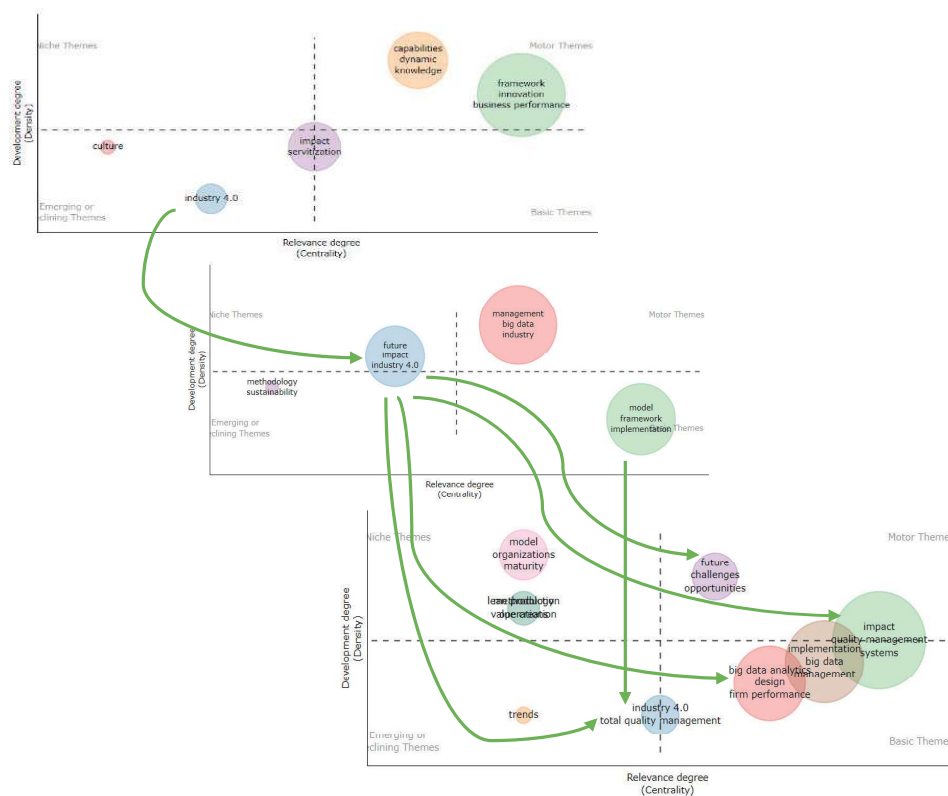 Niche Themes
Motor Themes
capabilities
dynamic
knowledge
framework
innovation
business performance
culture
impact
servitization
industry 4.0
Emerging or
clining Themes
Basic Themes
Development degree
(Density)
Relevance degree
(Centrality)
Niche Themes
Motor Themes
management
big data
industry
future
impact
industry 4.0
methodology
sustainability
model
framework
implementation
Themes
Emerging or
clining Themes
Development degree
(Density)
Relevance degree
(Centrality)
Niche Themes
Motor Theme
model
organizations
maturity
future
challenges
opportunities
impact
quality-management
systems
implementation
big data
management
big data analytics
design
firm performance
trends
industry 4.0
total quality management
Emerging or
clining Themes
Basic Theme
Development degree
(Density)
Relevance degree
(Centrality)